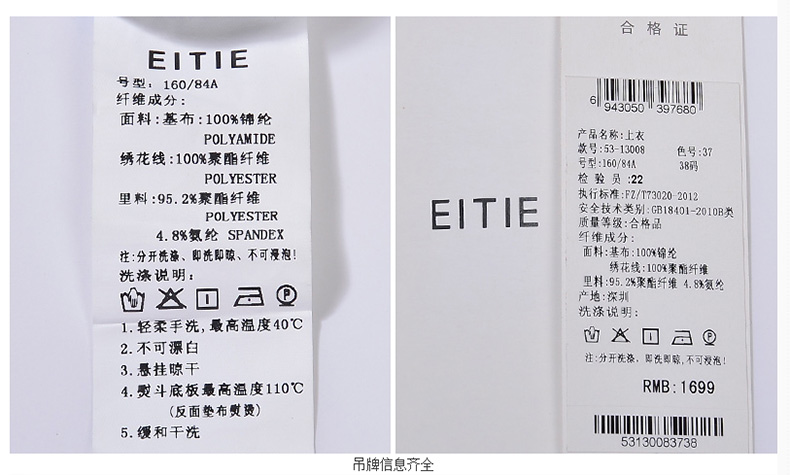 EITIE
号型: 160/84A
纤维成分:
面料:基布:100%锦纶
POLYAMIDE
绣花线:100%聚酯纤维
POLYESTER
里料:95.2%聚酯纤维
POLYESTER
4.8%氨纶 SPANDEX
注:分开洗涤、即洗即晾、不可浸泡!
洗涤说明:
P
1.轻柔手洗,最高温度40℃
2.不可漂白
3.悬挂晾干
4.熨斗底板最高温度110℃
(反面垫布熨烫)
5.缓和干洗
EITIE
合格证
6 943050 397680
产品名称:上衣
款号:53-13008 色号:37
号型:160/84A 38码
检验员:22
执行标准:FZ/T73020-2012
安全技术类别:GB18401-2010B类
质量等级:合格品
纤维成分:
面料:基布:100%锦纶
绣花线:100%聚酯纤维
里料:95.2%聚酯纤维 4.8%氨纶
产地:深圳
洗涤说明:
P
注:分开洗涤、即洗即晾,不可浸泡!
RMB:1699
53130083738
吊牌信息齐全